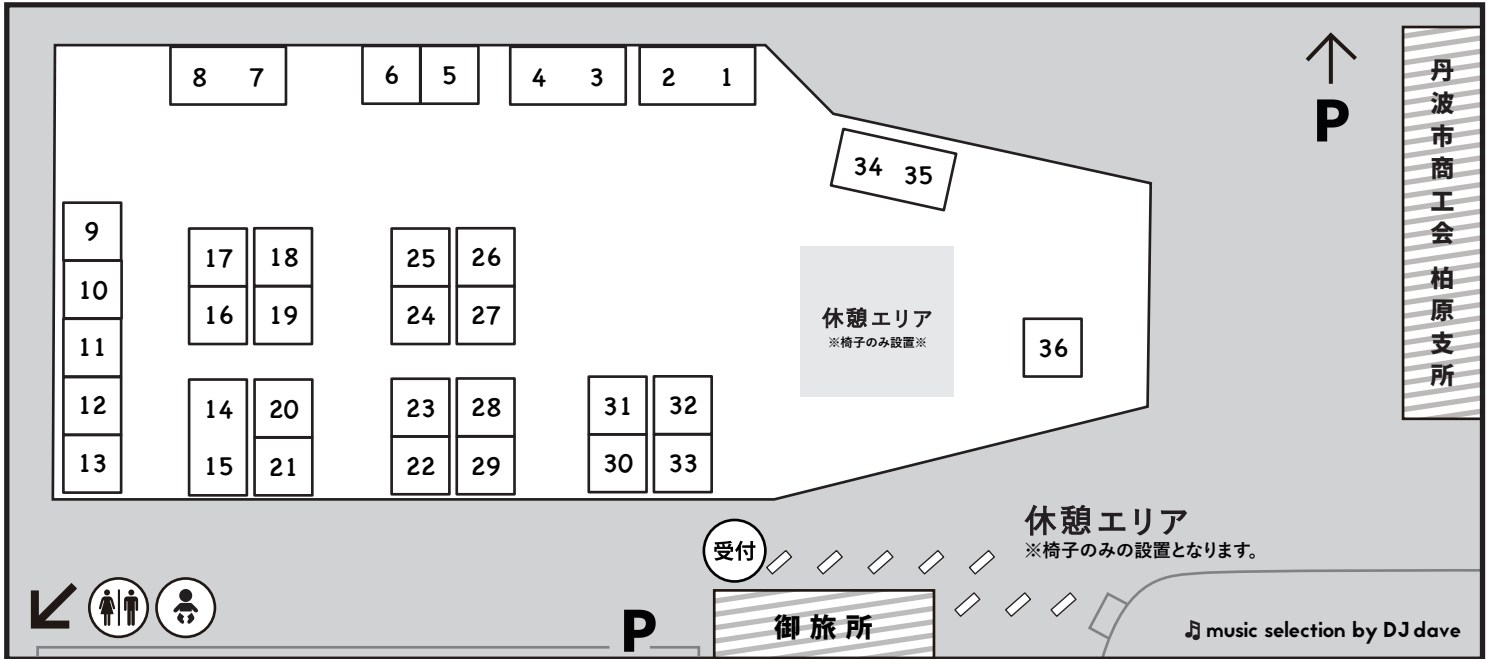 8 7 6 5 4 3 2 1
P
丹波市商工会 柏原支所
34 35
9
17 18 25 26
10
16 19 24 27
休憩エリア
※椅子のみ設置※
11
36
12
14 20 23 28 31 32
13
15 21 22 29 30 33
休憩エリア
※椅子のみの設置となります。
受付
P
御旅所
♫ music selection by DJ dave